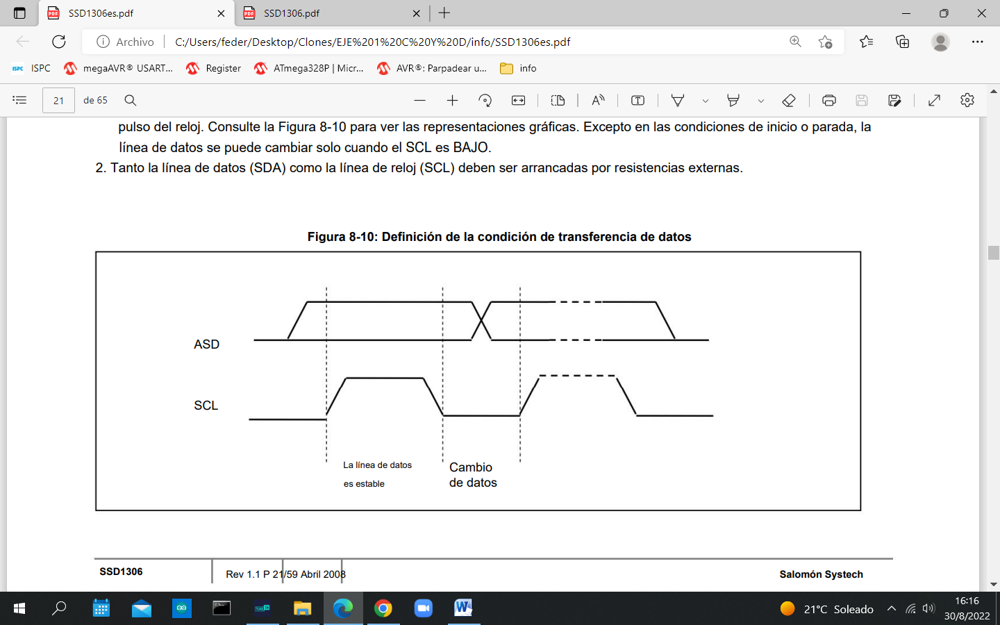 SSD1306es.pdf
SSD1306.pdf
Archivo
C:/Users/feder/Desktop/Clones/EJE%201%20C%20Y%20D/info/SSD1306es.pdf
ISPC
ISPC
megaAVR® USART...
Register
ATmega328P | Micr...
AVR®: Parpadear u...
info
21
de 65
pulso del reloj. Consulte la Figura 8-10 para ver las representaciones gráficas. Excepto en las condiciones de inicio o parada, la
línea de datos se puede cambiar solo cuando el SCL es BAJO.
2. Tanto la línea de datos (SDA) como la línea de reloj (SCL) deben ser arrancadas por resistencias externas.
Figura 8-10: Definición de la condición de transferencia de datos
ASD
SCL
La línea de datos
es estable
Cambio
de datos
SSD1306
Rev 1.1 P 21/59 Abril 2008
Salomón Systech
21°C Soleado
16:16
30/8/2022